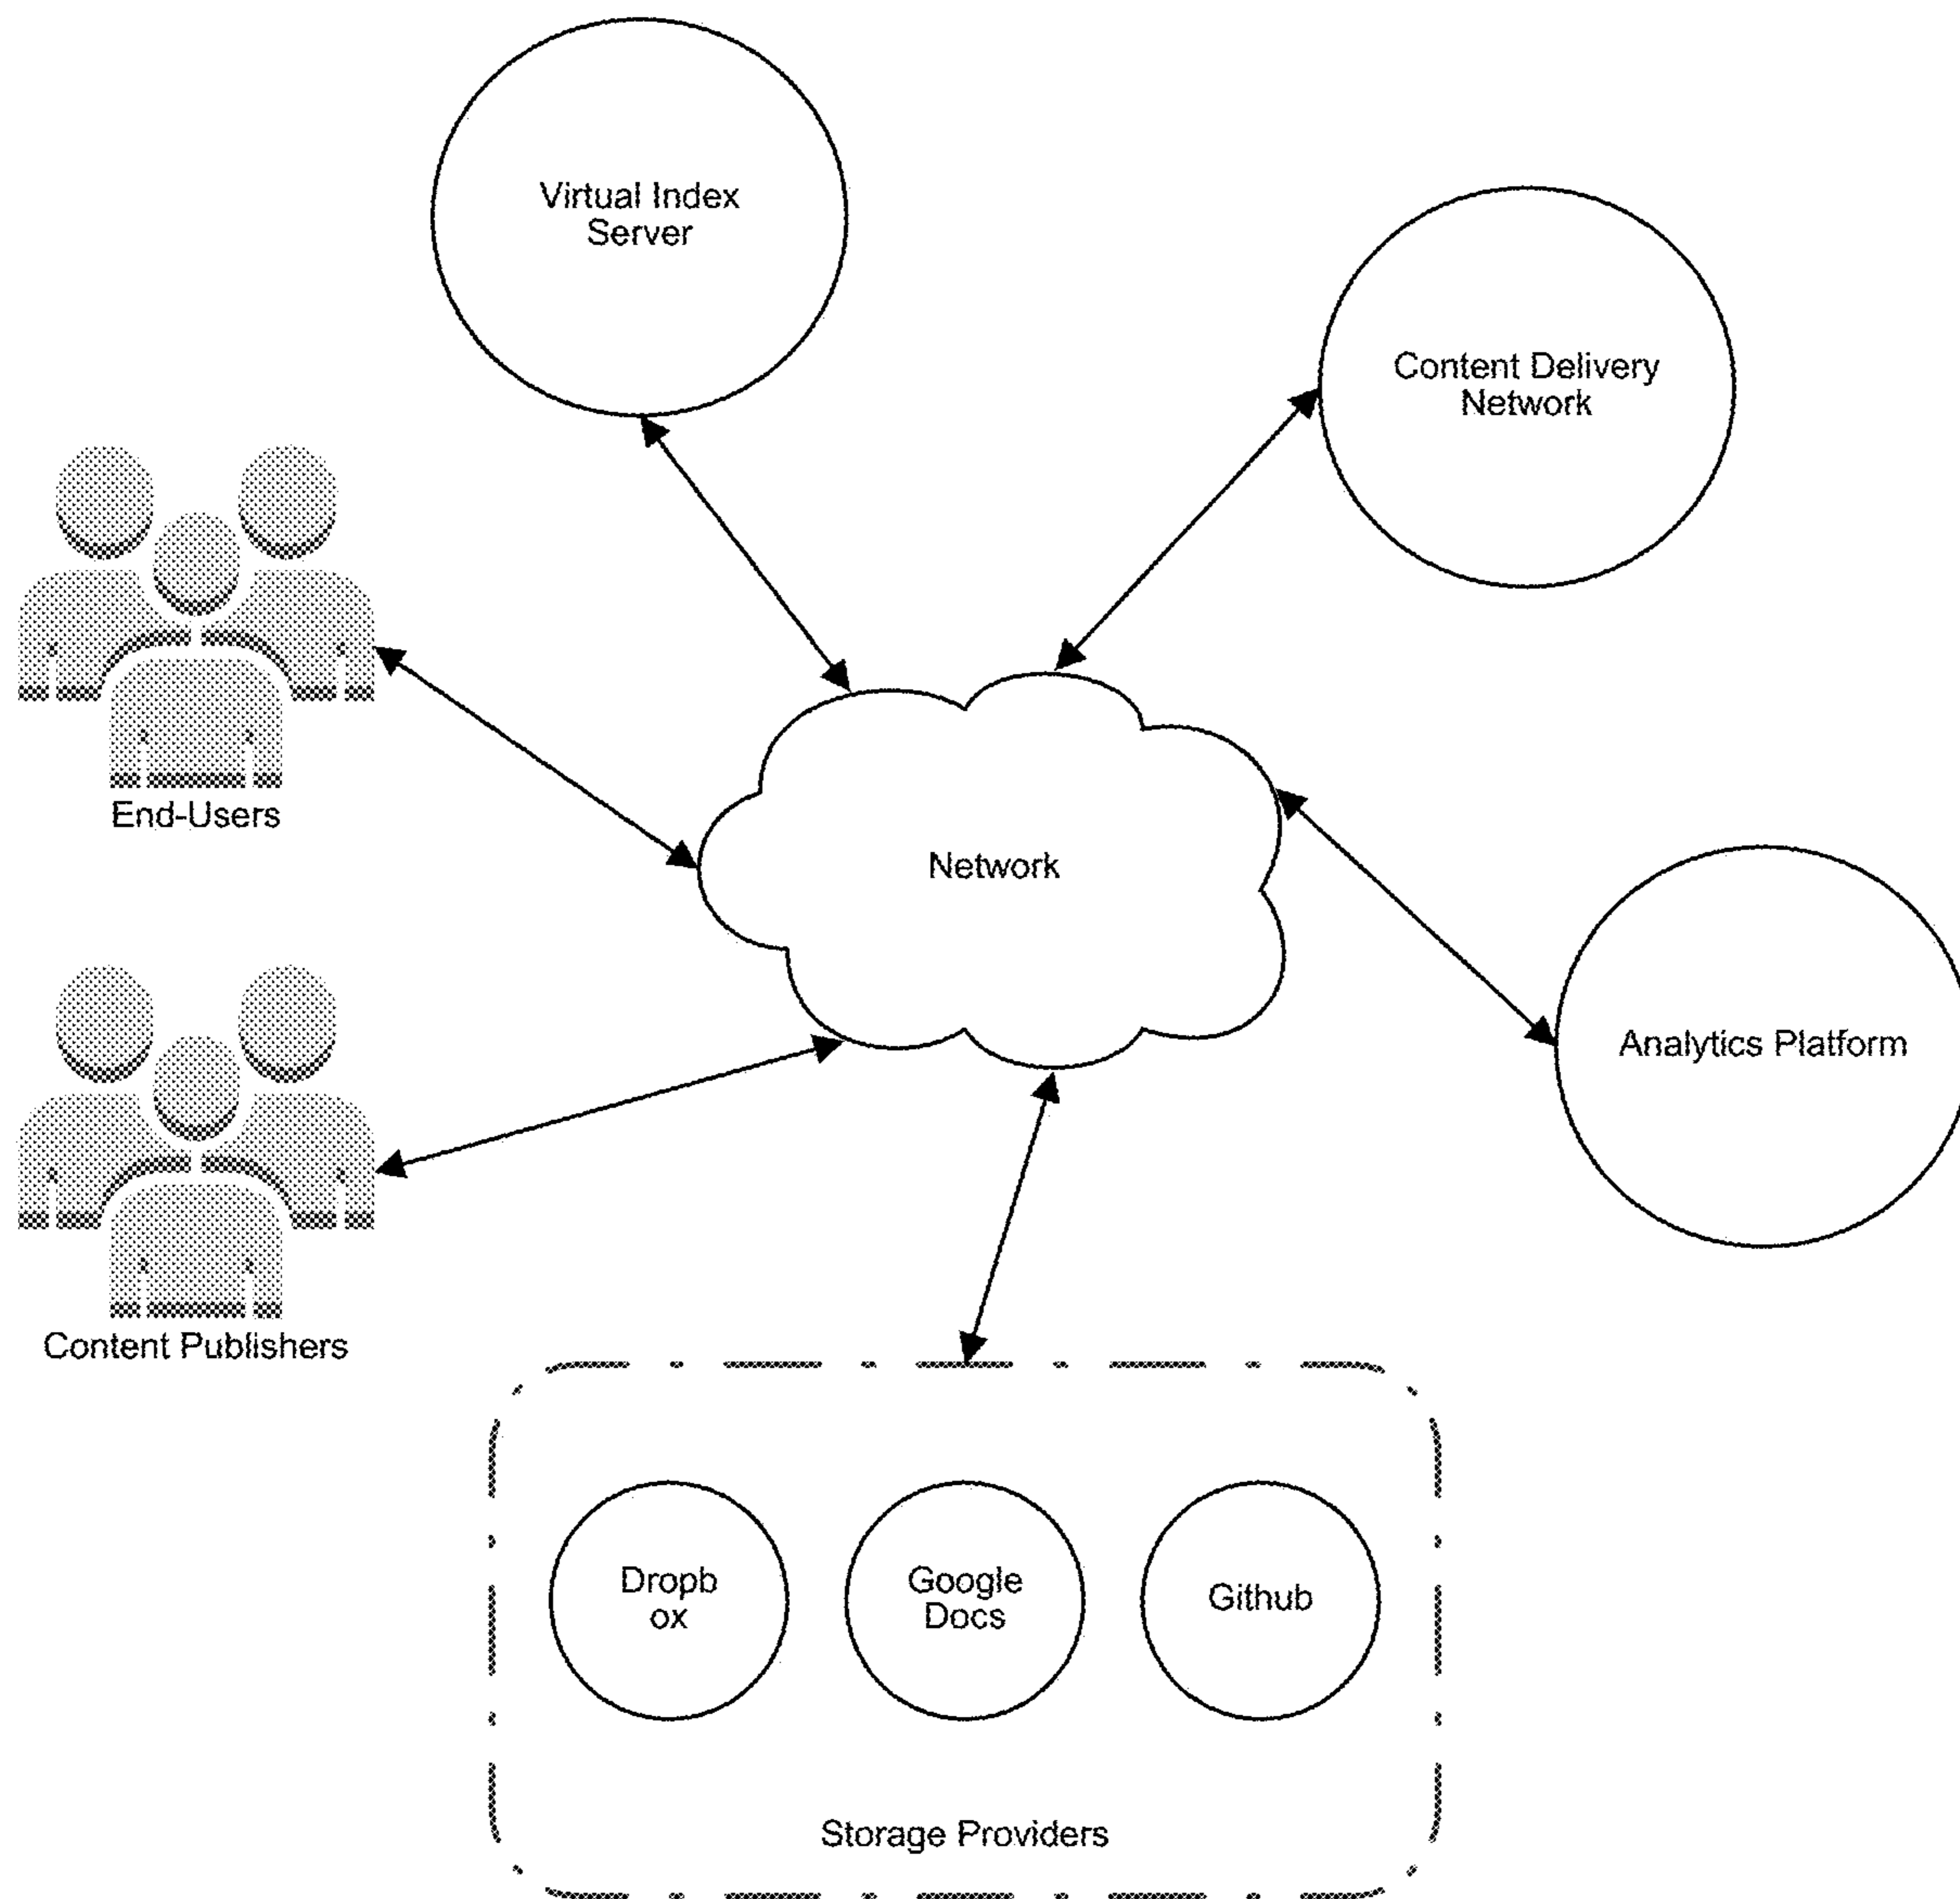 Virtual Index
Server
Content Delivery
Network
End-Users
Network
Analytics Platform
Content Publishers
Dropb
ox
Google
Docs
Github
Storage Providers